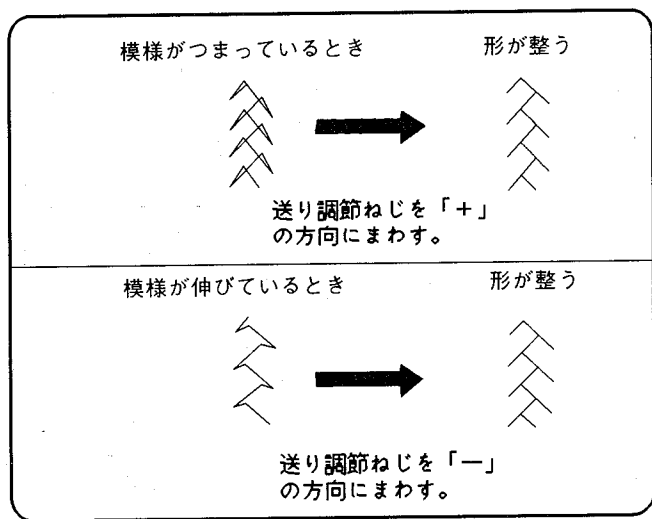 模様がつまっているとき
形が整う
送り調節ねじを「＋」
の方向にまわす。
模様が伸びているとき
形が整う
送り調節ねじを「－」
の方向にまわす。